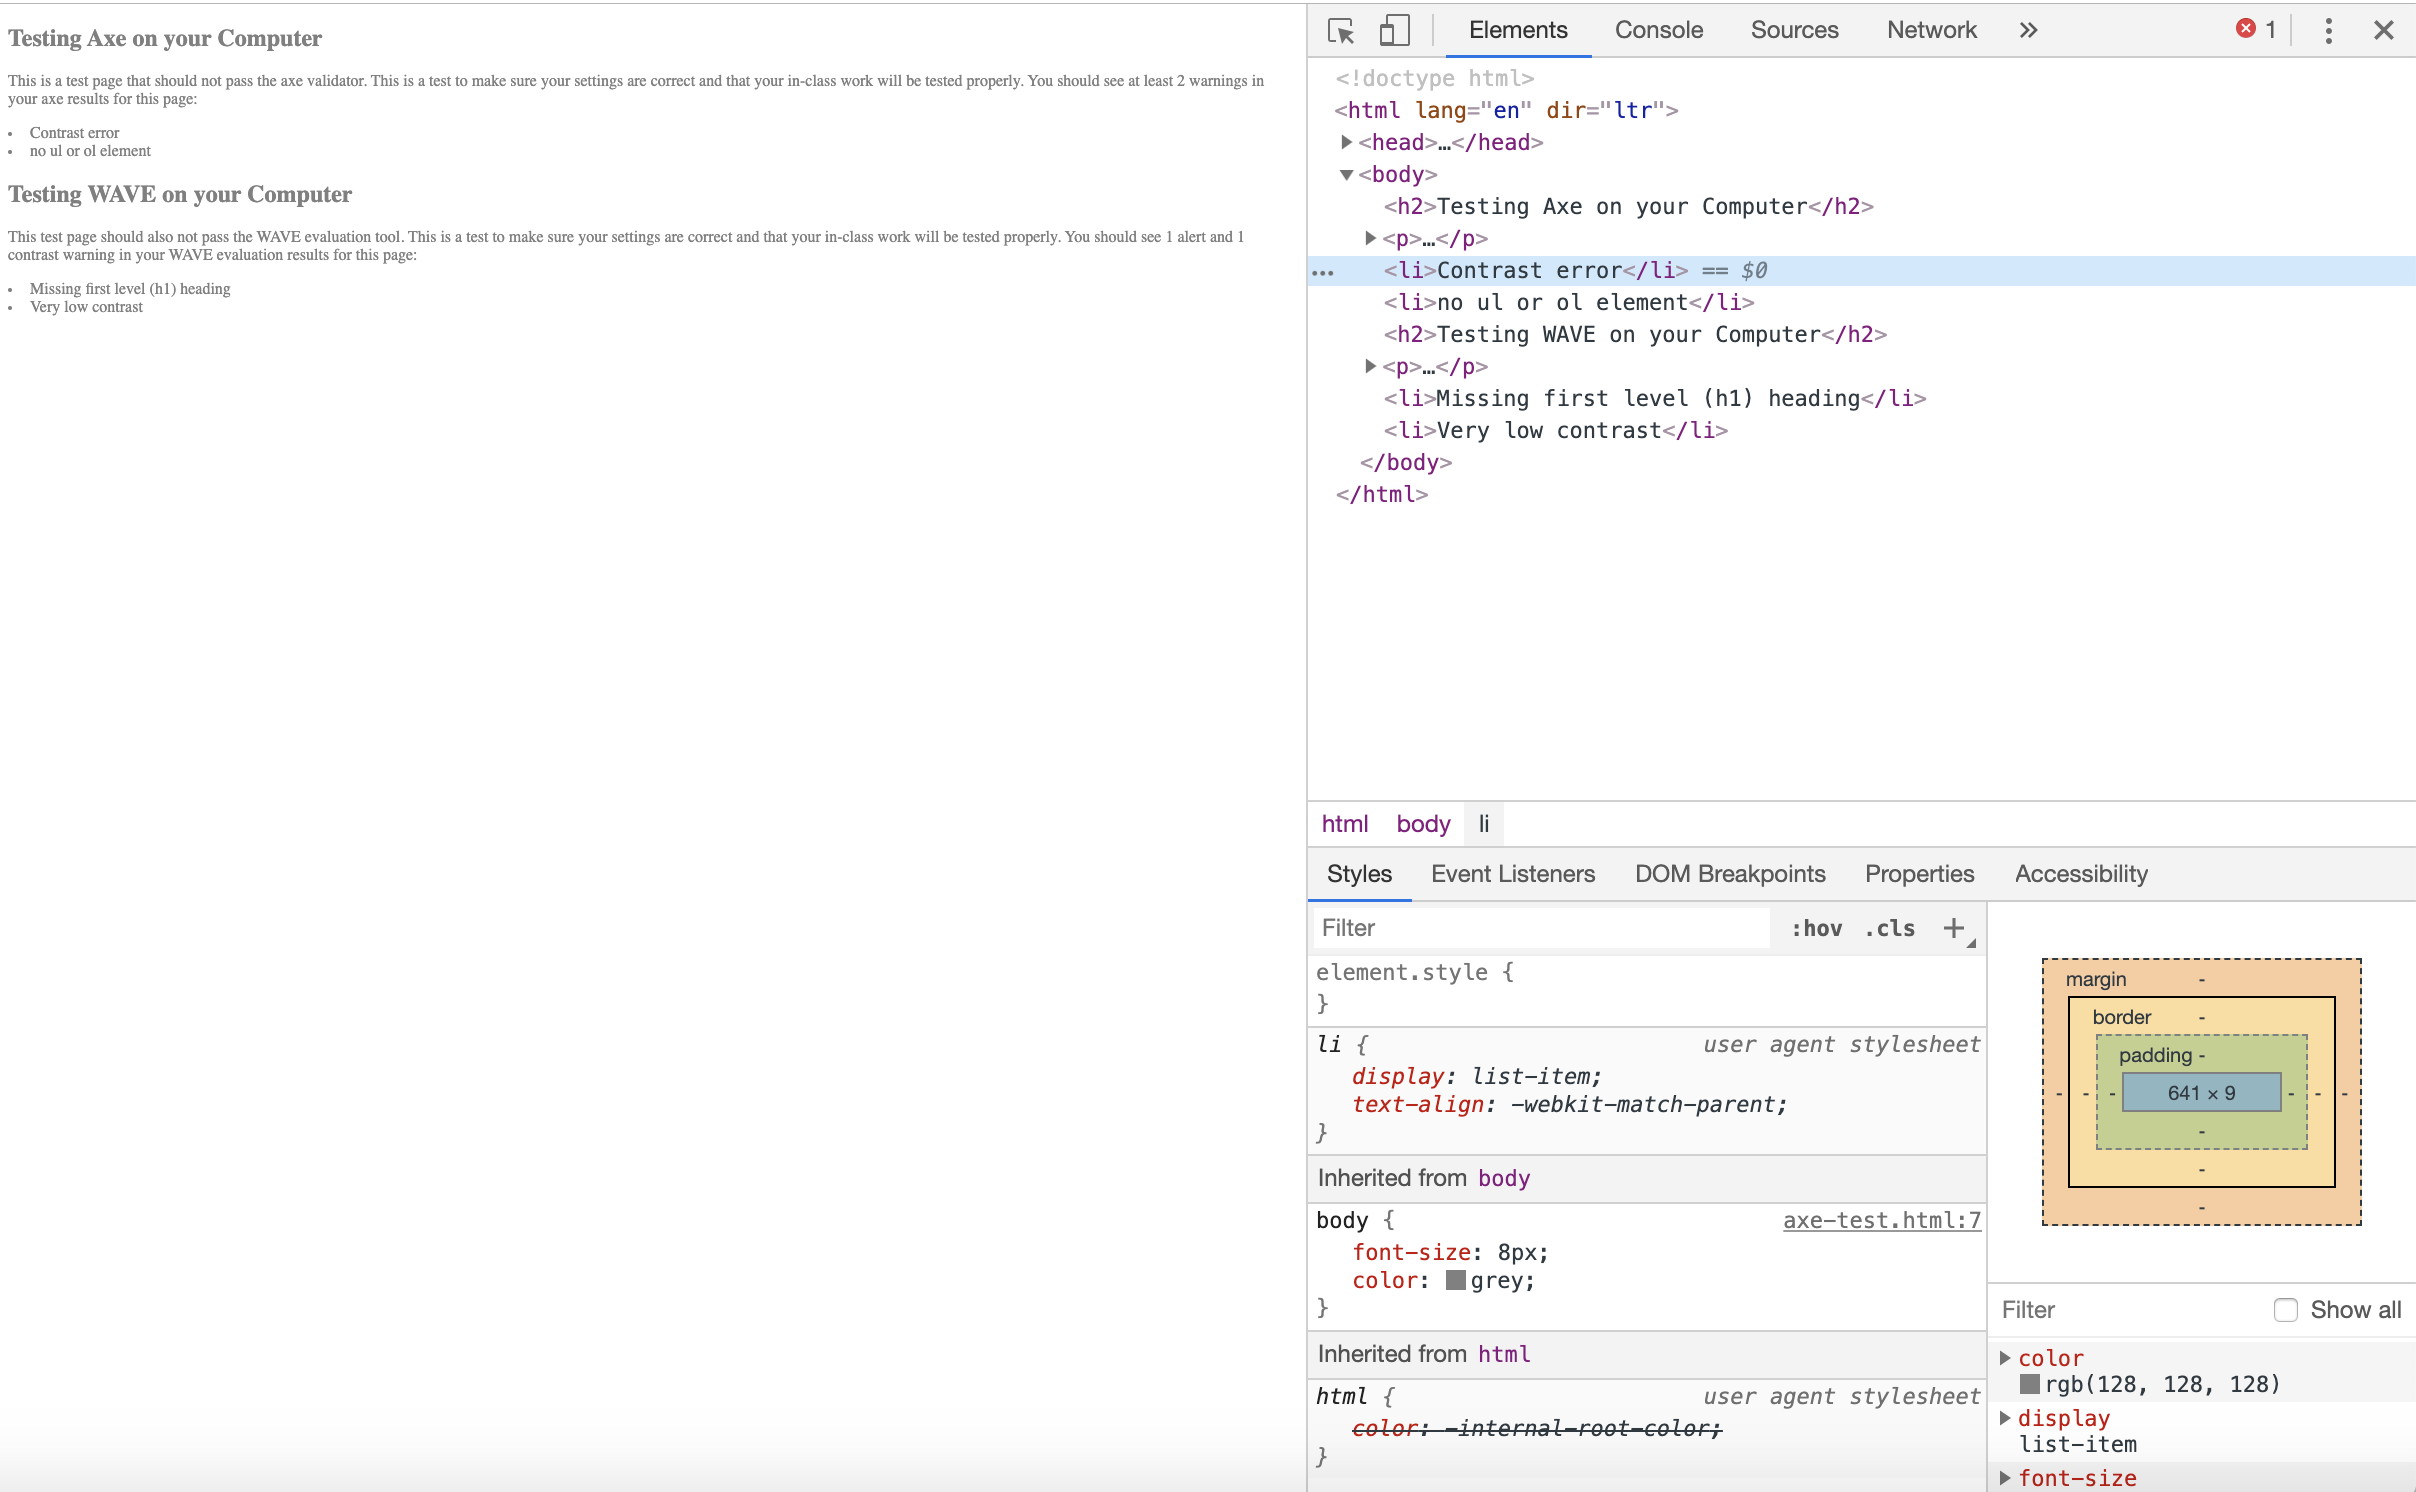 Testing Axe on your Computer
This is a test page that should not pass the axe validator. This is a test to make sure your settings are correct and that your in-class work will be tested properly. You should see at least 2 warnings in
your axe results for this page:
• Contrast error
• no ul or ol element
Testing WAVE on your Computer
This test page should also not pass the WAVE evaluation tool. This is a test to make sure your settings are correct and that your in-class work will be tested properly. You should see 1 alert and 1
contrast warning in your WAVE evaluation results for this page:
• Missing first level (h1) heading
• Very low contrast
Elements Console Sources Network » 1
<!doctype html>
<html lang="en" dir="ltr">
<head>…</head>
<body>
<h2>Testing Axe on your Computer</h2>
<p>…</p>
… <li>Contrast error</li> == $0
<li>no ul or ol element</li>
<h2>Testing WAVE on your Computer</h2>
<p>…</p>
<li>Missing first level (h1) heading</li>
<li>Very low contrast</li>
</body>
</html>
html body li
Styles Event Listeners DOM Breakpoints Properties Accessibility
Filter :hov .cls +
element.style {
}
li { user agent stylesheet
display: list-item;
text-align: -webkit-match-parent;
}
Inherited from body
body { axe-test.html:7
font-size: 8px;
color: grey;
}
Inherited from html
html { user agent stylesheet
color: -internal-root-color;
}
margin -
border -
padding -
- - - 641 × 9 - - -
-
-
-
Filter Show all
color
rgb(128, 128, 128)
display
list-item
font-size